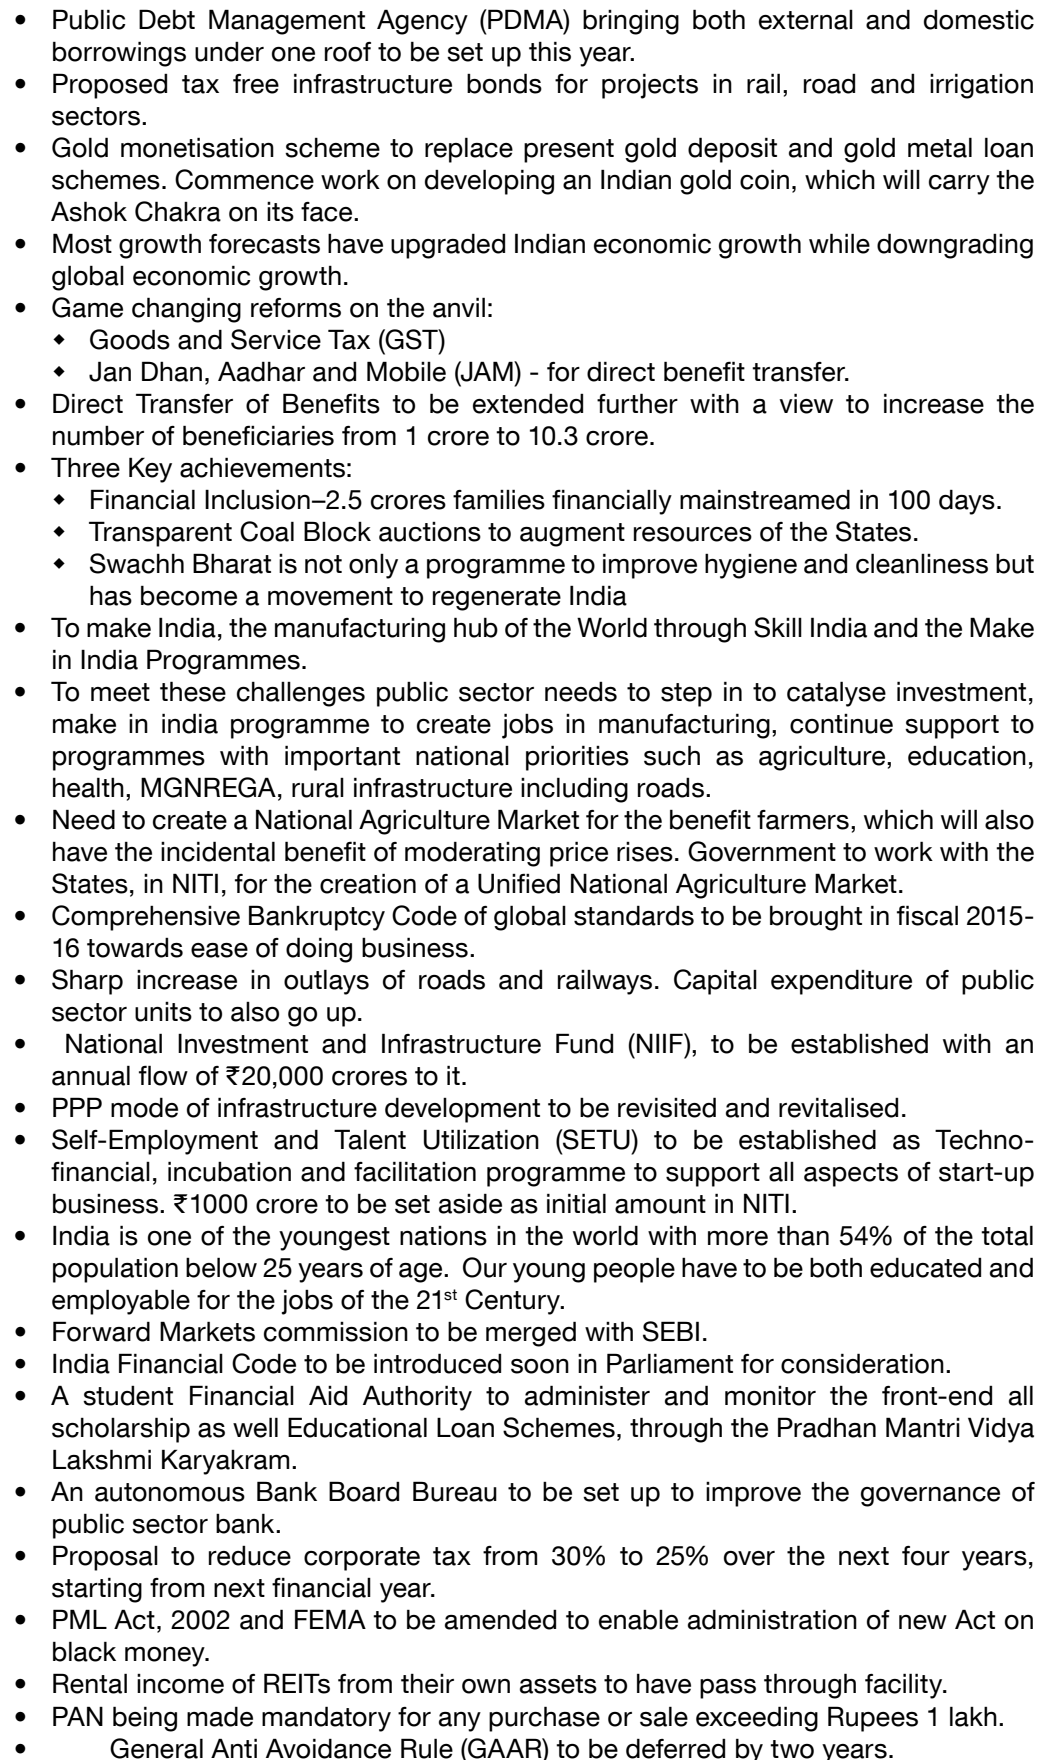 • Public Debt Management Agency (PDMA) bringing both external and domestic
borrowings under one roof to be set up this year.
• Proposed tax free infrastructure bonds for projects in rail, road and irrigation
sectors.
• Gold monetisation scheme to replace present gold deposit and gold metal loan
schemes. Commence work on developing an Indian gold coin, which will carry the
Ashok Chakra on its face.
• Most growth forecasts have upgraded Indian economic growth while downgrading
global economic growth.
• Game changing reforms on the anvil:
◆ Goods and Service Tax (GST)
◆ Jan Dhan, Aadhar and Mobile (JAM) - for direct benefit transfer.
• Direct Transfer of Benefits to be extended further with a view to increase the
number of beneficiaries from 1 crore to 10.3 crore.
• Three Key achievements:
◆ Financial Inclusion–2.5 crores families financially mainstreamed in 100 days.
◆ Transparent Coal Block auctions to augment resources of the States.
◆ Swachh Bharat is not only a programme to improve hygiene and cleanliness but
has become a movement to regenerate India
• To make India, the manufacturing hub of the World through Skill India and the Make
in India Programmes.
• To meet these challenges public sector needs to step in to catalyse investment,
make in india programme to create jobs in manufacturing, continue support to
programmes with important national priorities such as agriculture, education,
health, MGNREGA, rural infrastructure including roads.
• Need to create a National Agriculture Market for the benefit farmers, which will also
have the incidental benefit of moderating price rises. Government to work with the
States, in NITI, for the creation of a Unified National Agriculture Market.
• Comprehensive Bankruptcy Code of global standards to be brought in fiscal 2015-
16 towards ease of doing business.
• Sharp increase in outlays of roads and railways. Capital expenditure of public
sector units to also go up.
• National Investment and Infrastructure Fund (NIIF), to be established with an
annual flow of ₹20,000 crores to it.
• PPP mode of infrastructure development to be revisited and revitalised.
• Self-Employment and Talent Utilization (SETU) to be established as Techno-
financial, incubation and facilitation programme to support all aspects of start-up
business. ₹1000 crore to be set aside as initial amount in NITI.
• India is one of the youngest nations in the world with more than 54% of the total
population below 25 years of age. Our young people have to be both educated and
employable for the jobs of the 21st Century.
• Forward Markets commission to be merged with SEBI.
• India Financial Code to be introduced soon in Parliament for consideration.
• A student Financial Aid Authority to administer and monitor the front-end all
scholarship as well Educational Loan Schemes, through the Pradhan Mantri Vidya
Lakshmi Karyakram.
• An autonomous Bank Board Bureau to be set up to improve the governance of
public sector bank.
• Proposal to reduce corporate tax from 30% to 25% over the next four years,
starting from next financial year.
• PML Act, 2002 and FEMA to be amended to enable administration of new Act on
black money.
• Rental income of REITs from their own assets to have pass through facility.
• PAN being made mandatory for any purchase or sale exceeding Rupees 1 lakh.
• General Anti Avoidance Rule (GAAR) to be deferred by two years.